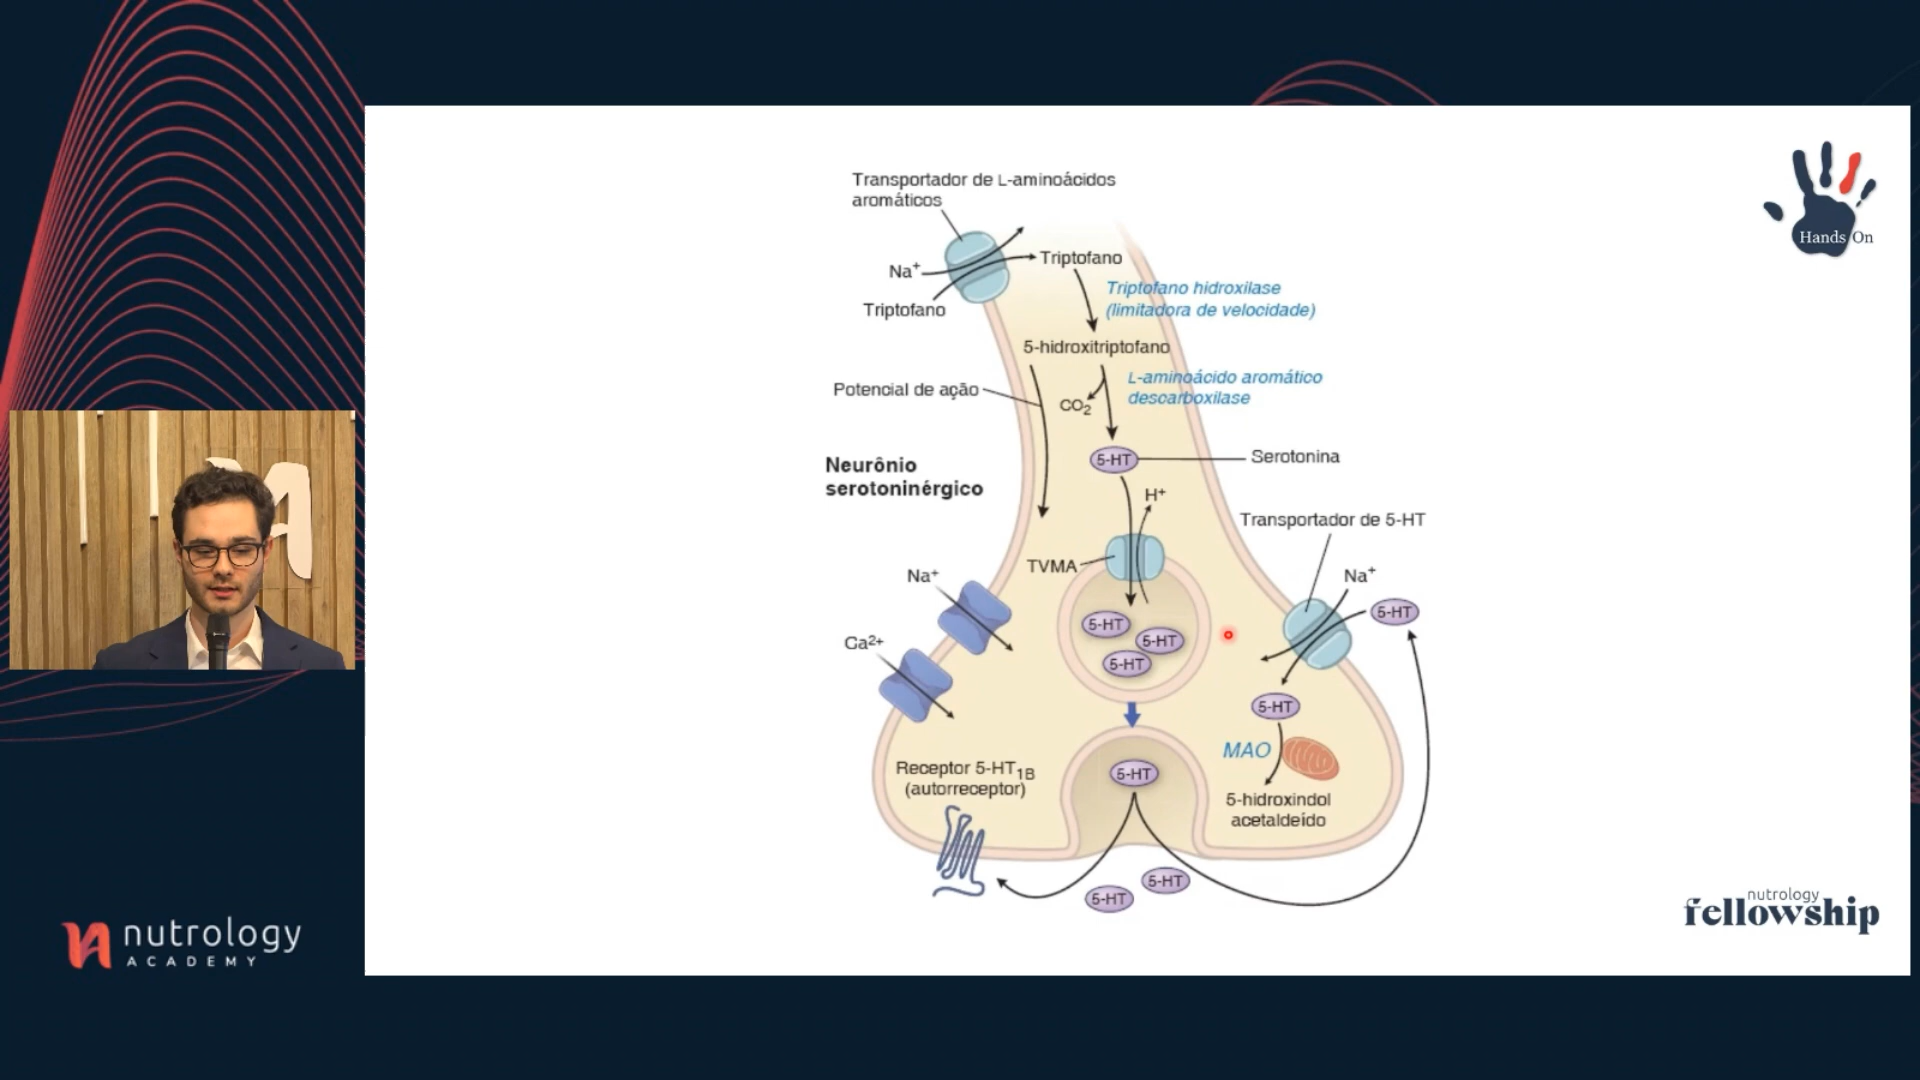 Transportador de L-aminoácidos
aromáticos
Hands On
Na+
Triptofano
Triptofano
Triptofano hidroxilase
(limitadora de velocidade)
5-hidroxitriptofano
Potencial de ação
CO2
L-aminoácido aromático
descarboxilase
5-HT
Serotonina
Neurônio
serotoninérgico
H+
Transportador de 5-HT
TVMA
Na+
Na+
5-HT
5-HT
5-HT
5-HT
Ca2+
5-HT
MAO
Receptor 5-HT1B
(autorreceptor)
5-HT
5-hidroxindol
acetaldeído
5-HT
5-HT
nutrology
ACADEMY
nutrology
fellowship